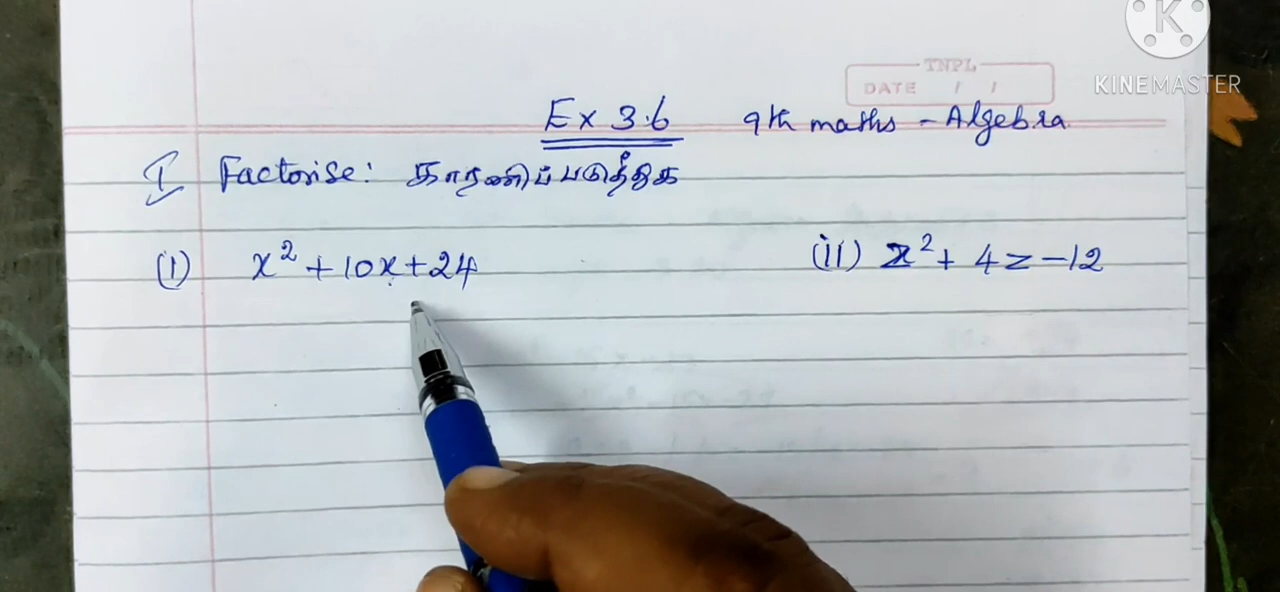 K
KINEMASTER
TNPL
DATE / /
Ex 3.6 9th maths - Algebra
I Factorise: காரணிப்படுத்துக
(i) x² + 10x + 24 (ii) z² + 4z - 12